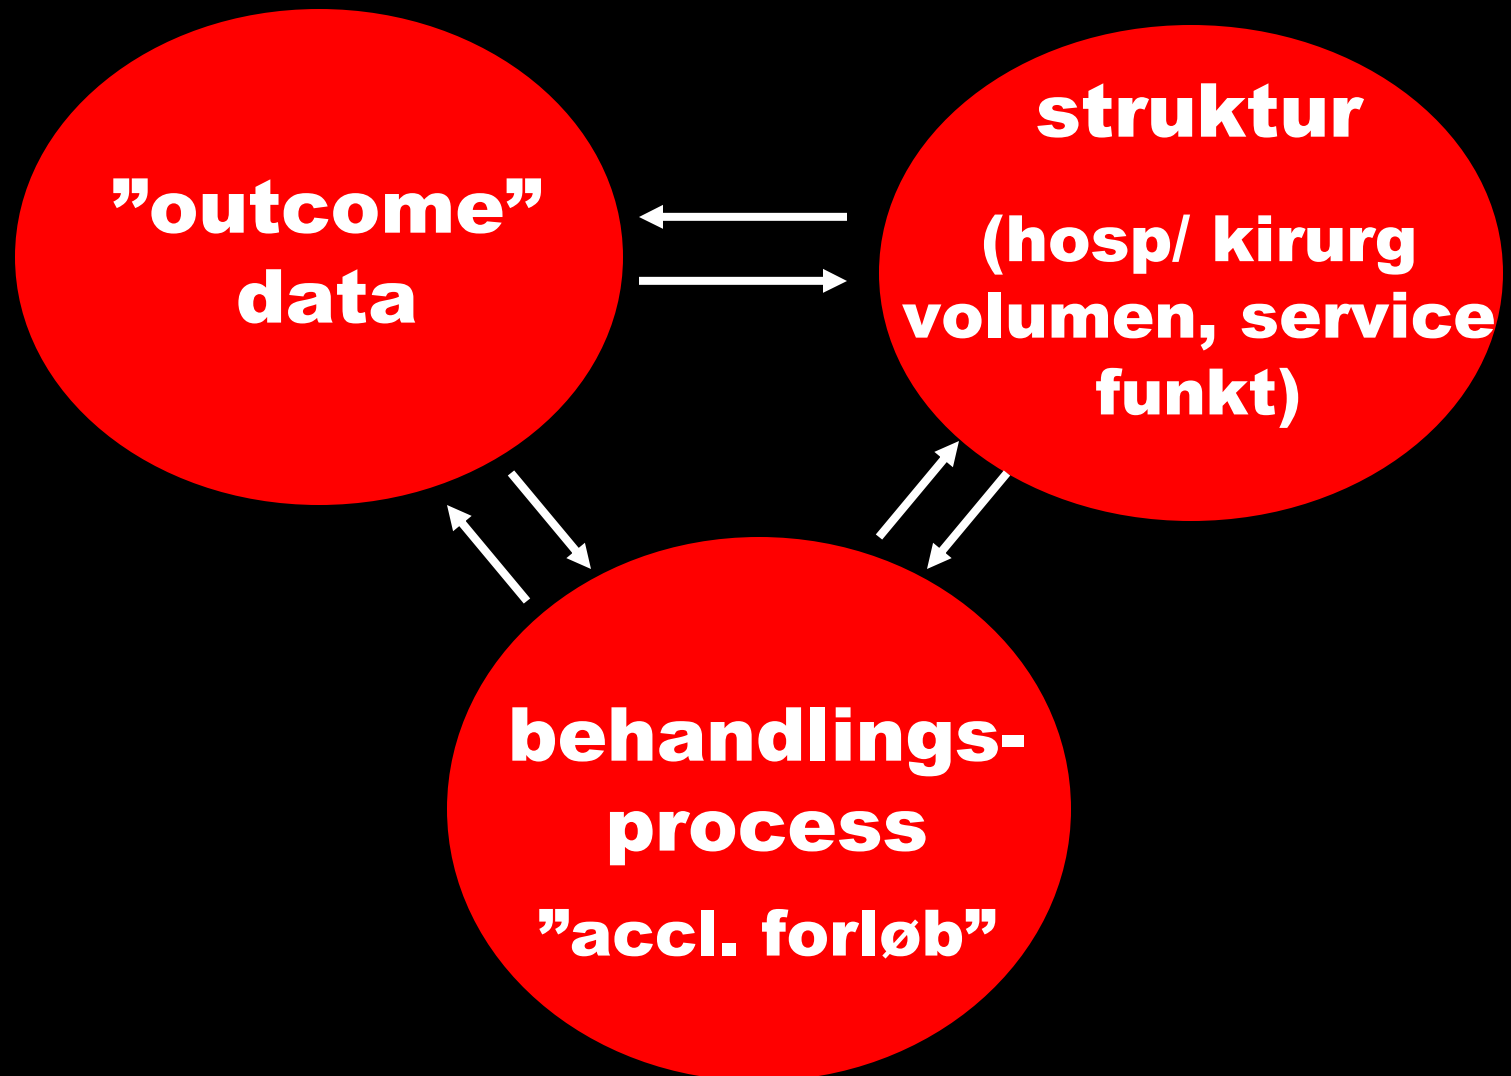 ”outcome”
data
struktur
(hosp/ kirurg
volumen, service
funkt)
behandlings-
process
”accl. forløb”